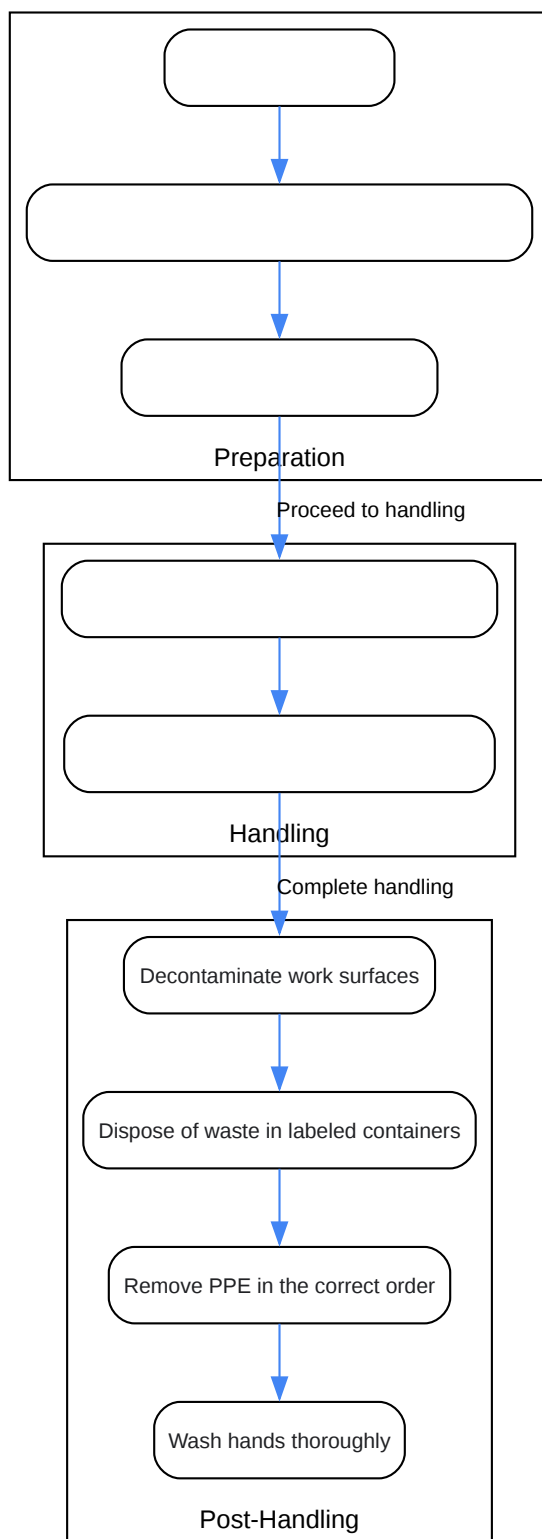 Preparation
Proceed to handling
Handling
Complete handling
Decontaminate work surfaces
Dispose of waste in labeled containers
Remove PPE in the correct order
Wash hands thoroughly
Post-Handling